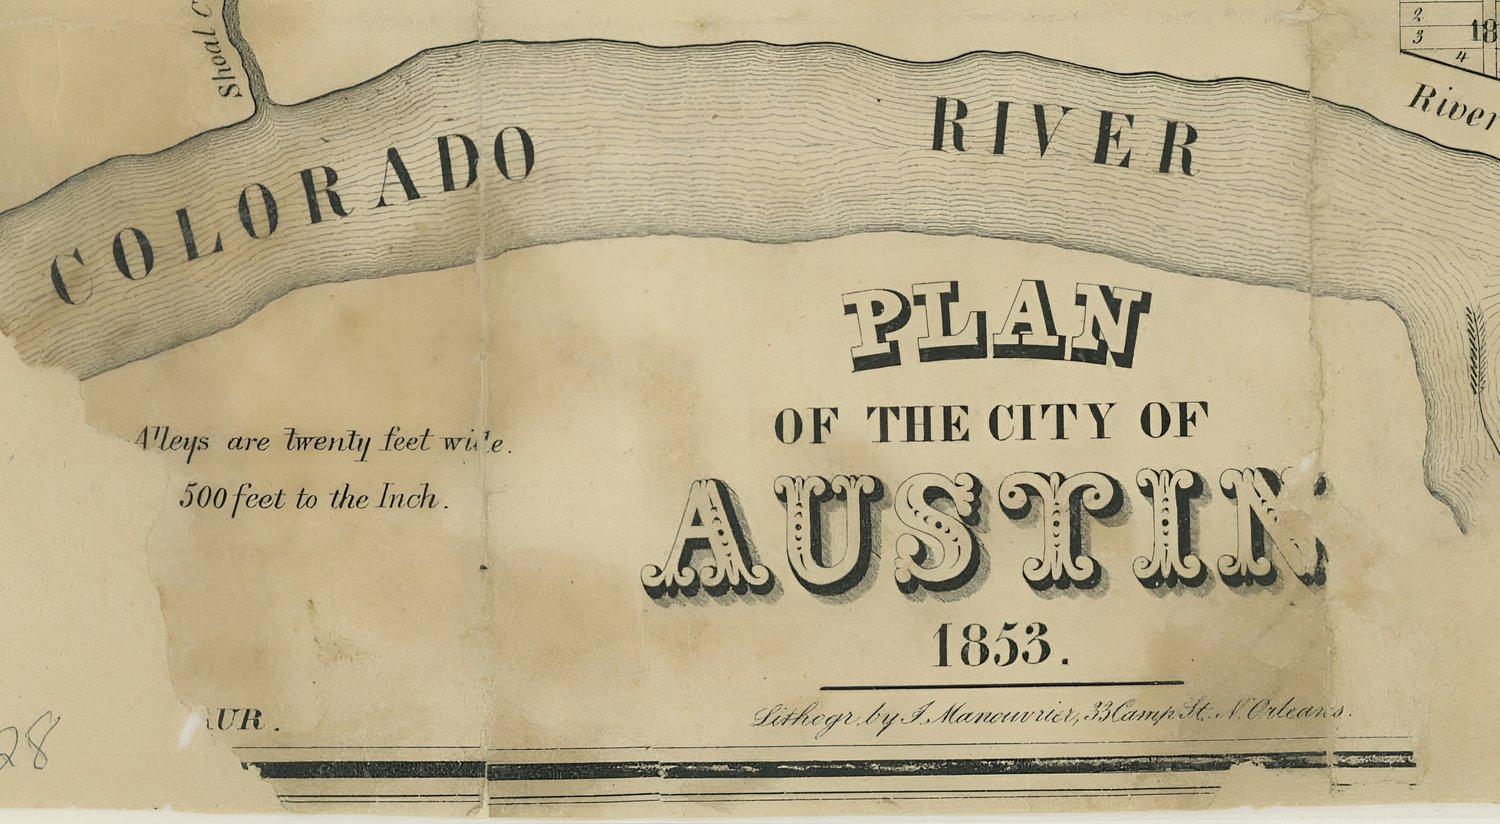 Shoal C
2
3
18
4
River
COLORADO RIVER
PLAN
OF THE CITY OF
AUSTIN
1853.
Alleys are twenty feet wide.
500 feet to the Inch.
Lithogr. by J. Manouvrier, 33 Camp St. N. Orleans.
UR.
28